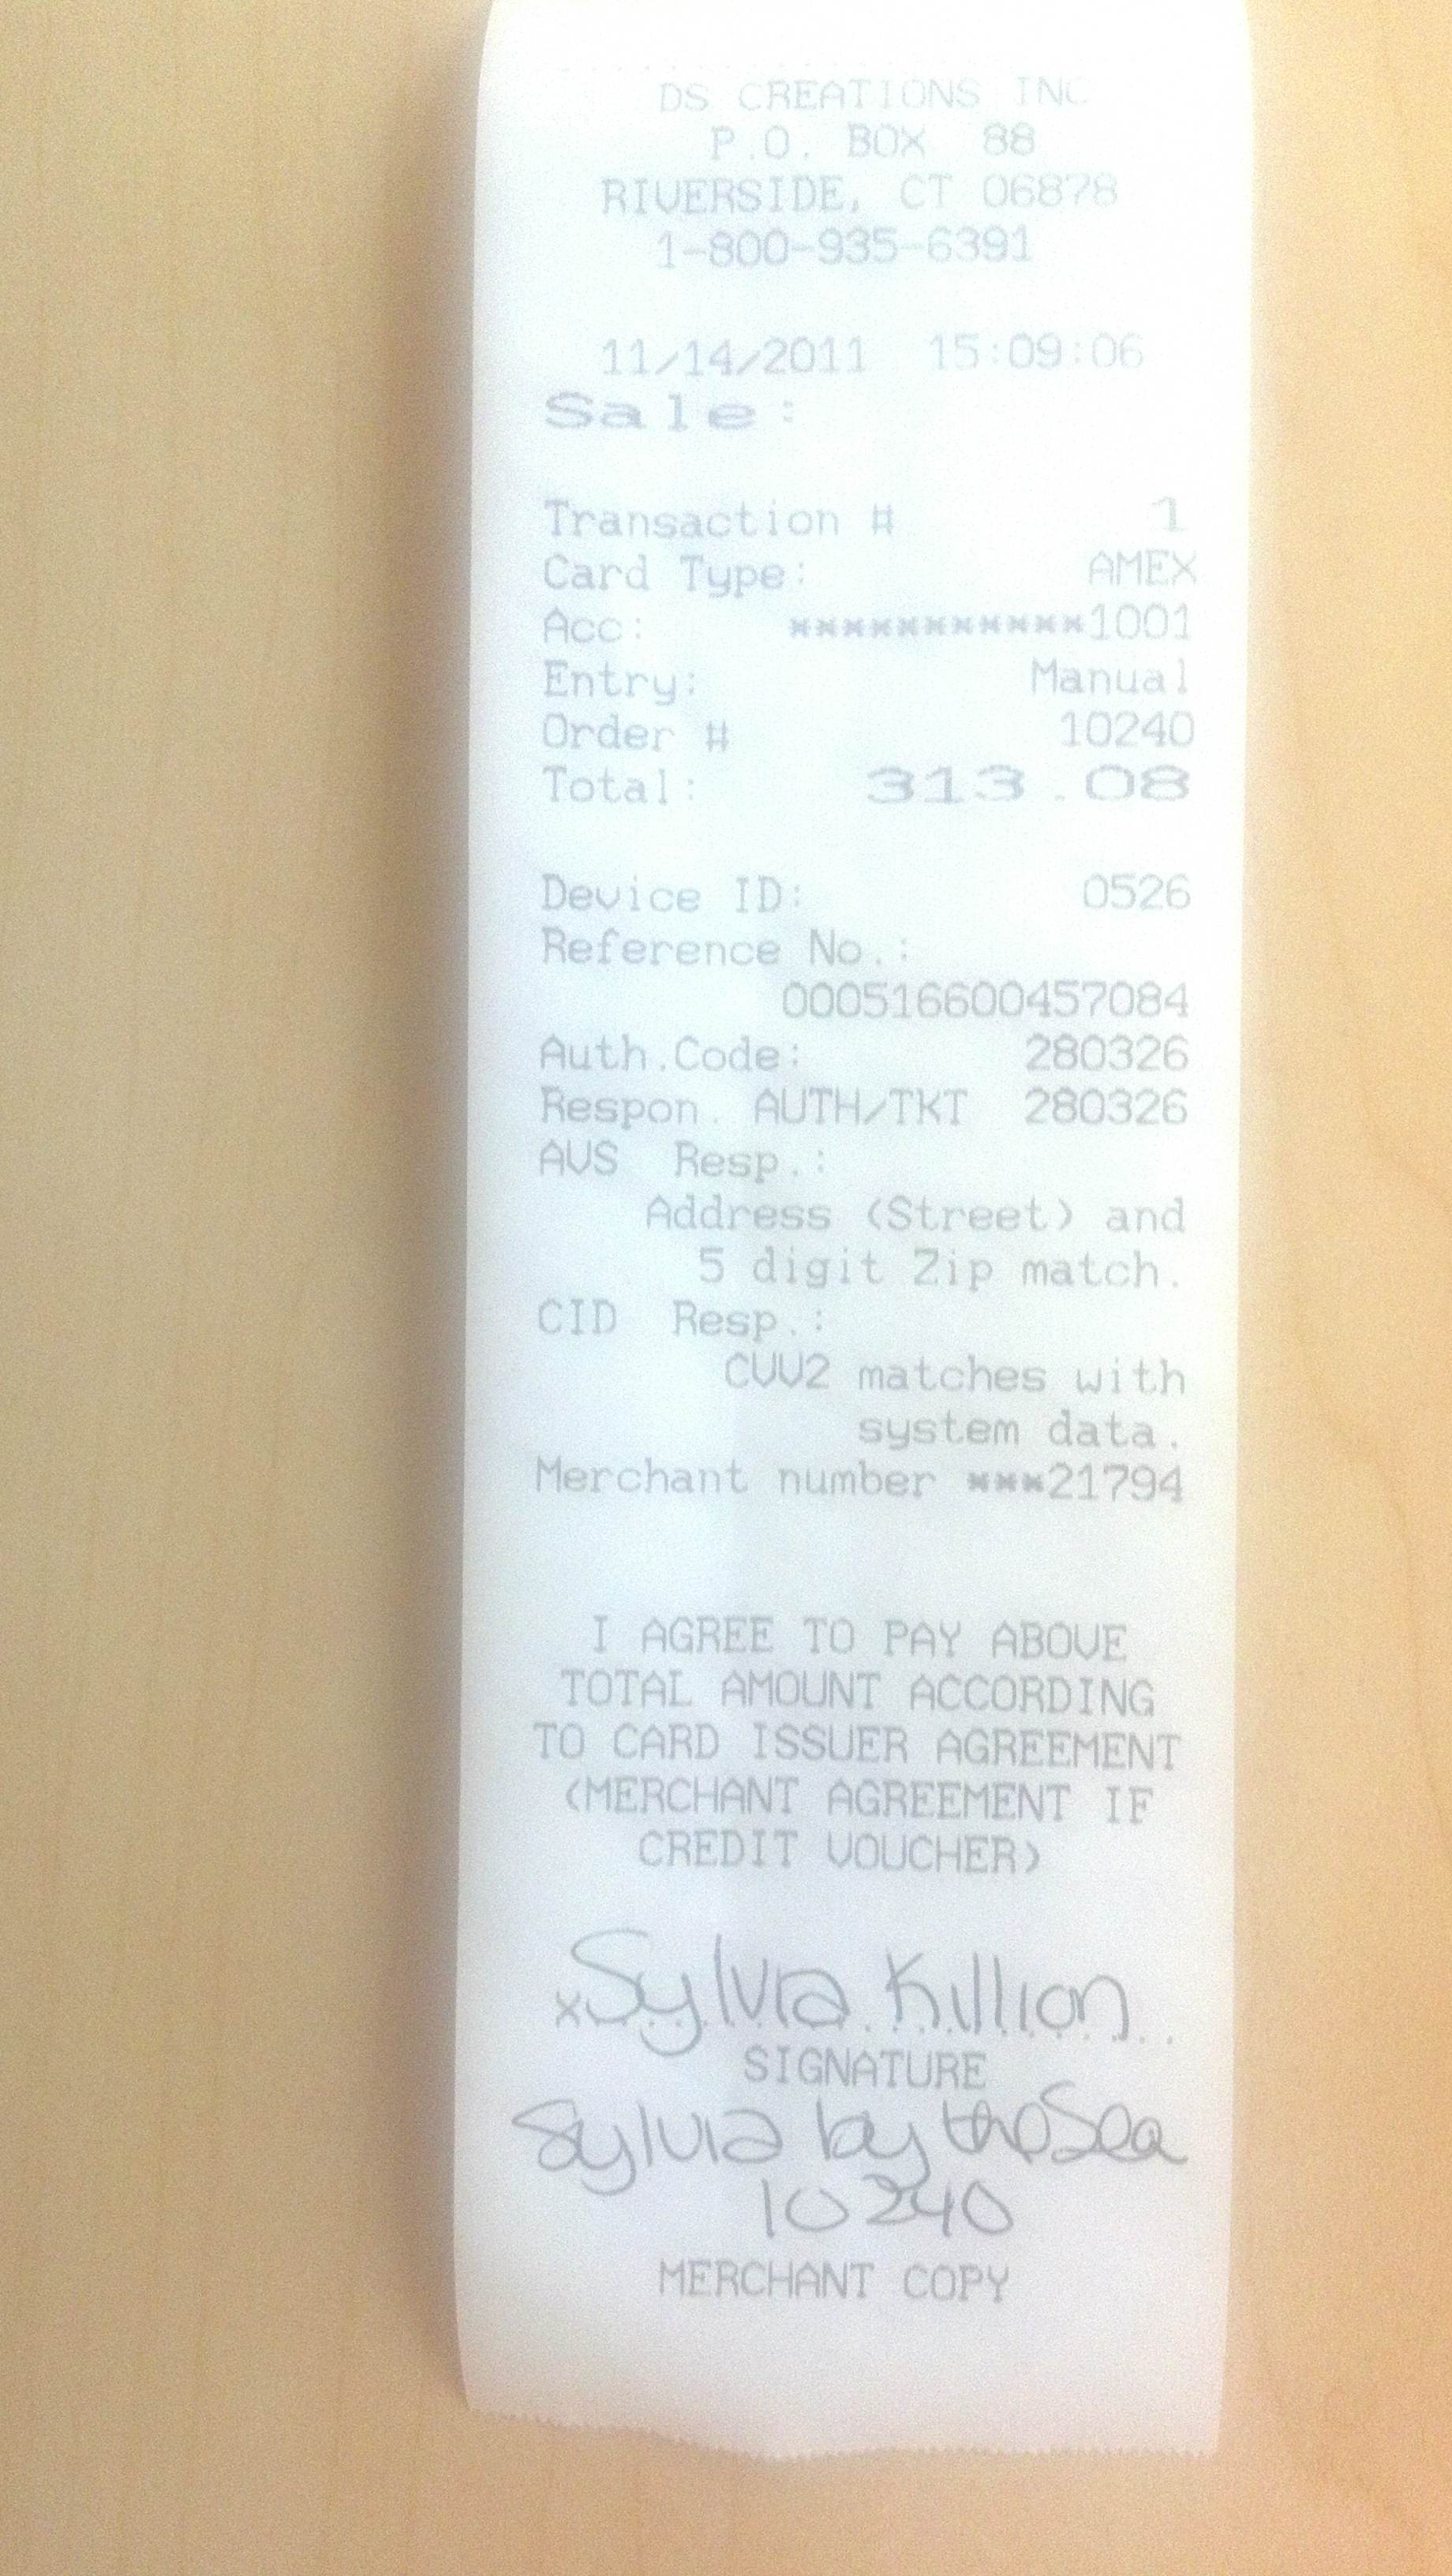 DS CREATIONS INC
P.O. BOX 88
RIVERSIDE, CT 06878
1-800-935-6391
11/14/2011 15:09:06
Sale:
Transaction # 1
Card Type: AMEX
Acc: ***********1001
Entry: Manual
Order # 10240
Total: 313.08
Device ID: 0526
Reference No.:
000516600457084
Auth.Code: 280326
Respon. AUTH/TKT 280326
AVS Resp.:
Address (Street) and
5 digit Zip match.
CID Resp.:
CVV2 matches with
system data.
Merchant number ***21794
I AGREE TO PAY ABOVE
TOTAL AMOUNT ACCORDING
TO CARD ISSUER AGREEMENT
(MERCHANT AGREEMENT IF
CREDIT VOUCHER)
x Sylvia Killion
SIGNATURE
Sylvia by the Sea
10240
MERCHANT COPY